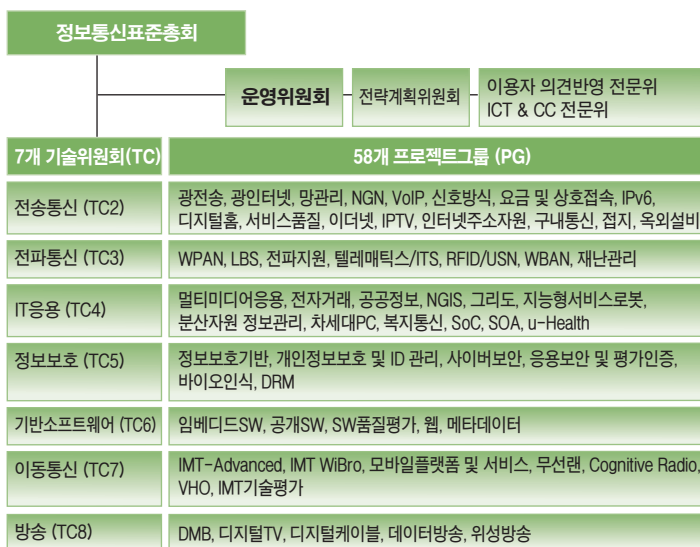 정보통신표준총회
운영위원회
전략계획위원회
이용자 의견반영 전문위
ICT & CC 전문위
7개 기술위원회(TC)
58개 프로젝트그룹 (PG)
전송통신 (TC2)
광전송, 광인터넷, 망관리, NGN, VoIP, 신호방식, 요금 및 상호접속, IPv6,
디지털홈, 서비스품질, 이더넷, IPTV, 인터넷주소자원, 구내통신, 접지, 옥외설비
전파통신 (TC3)
WPAN, LBS, 전파지원, 텔레매틱스/ITS, RFID/USN, WBAN, 재난관리
IT응용 (TC4)
멀티미디어응용, 전자거래, 공공정보, NGIS, 그리도, 지능형서비스로봇,
분산자원 정보관리, 차세대PC, 복지통신, SoC, SOA, u-Health
정보보호 (TC5)
정보보호기반, 개인정보보호 및 ID 관리, 사이버보안, 응용보안 및 평가인증,
바이오인식, DRM
기반소프트웨어 (TC6)
임베디드SW, 공개SW, SW품질평가, 웹, 메타데이터
이동통신 (TC7)
IMT-Advanced, IMT WiBro, 모바일플랫폼 및 서비스, 무선랜, Cognitive Radio,
VHO, IMT기술평가
방송 (TC8)
DMB, 디지털TV, 디지털케이블, 데이터방송, 위성방송